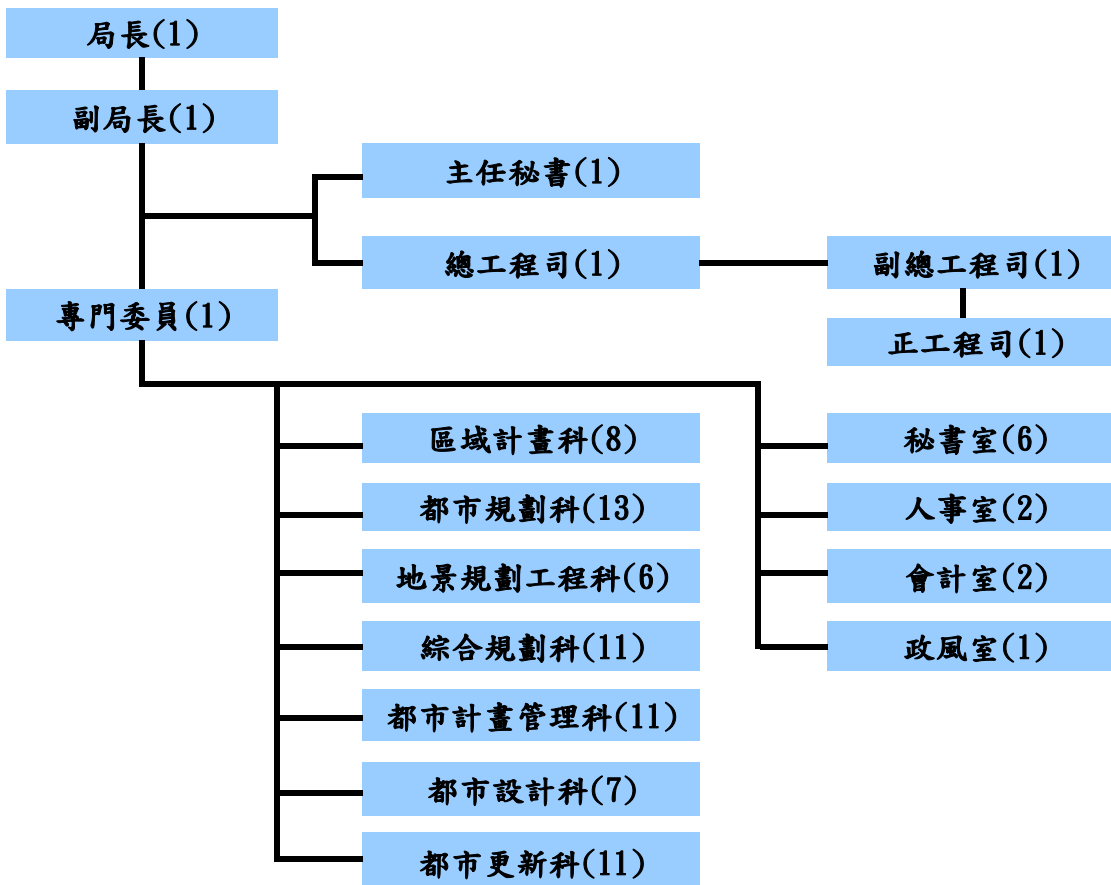 局長(1)
副局長(1)
主任秘書(1)
總工程司(1)
副總工程司(1)
專門委員(1)
正工程司(1)
區域計畫科(8)
都市規劃科(13)
地景規劃工程科(6)
綜合規劃科(11)
都市計畫管理科(11)
都市設計科(7)
都市更新科(11)
秘書室(6)
人事室(2)
會計室(2)
政風室(1)